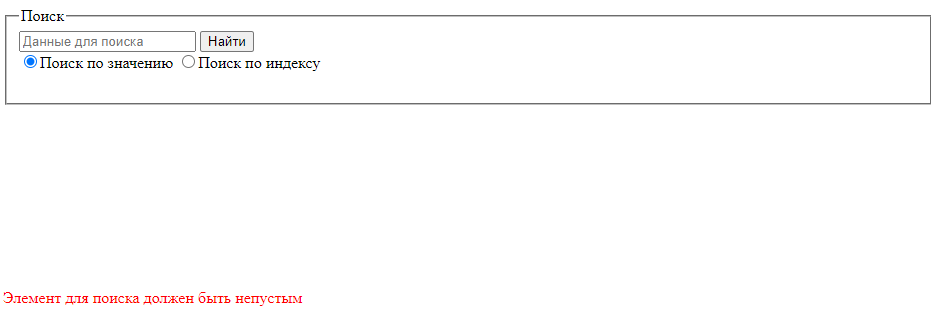 Поиск
Данные для поиска Найти
Поиск по значению Поиск по индексу
Элемент для поиска должен быть непустым